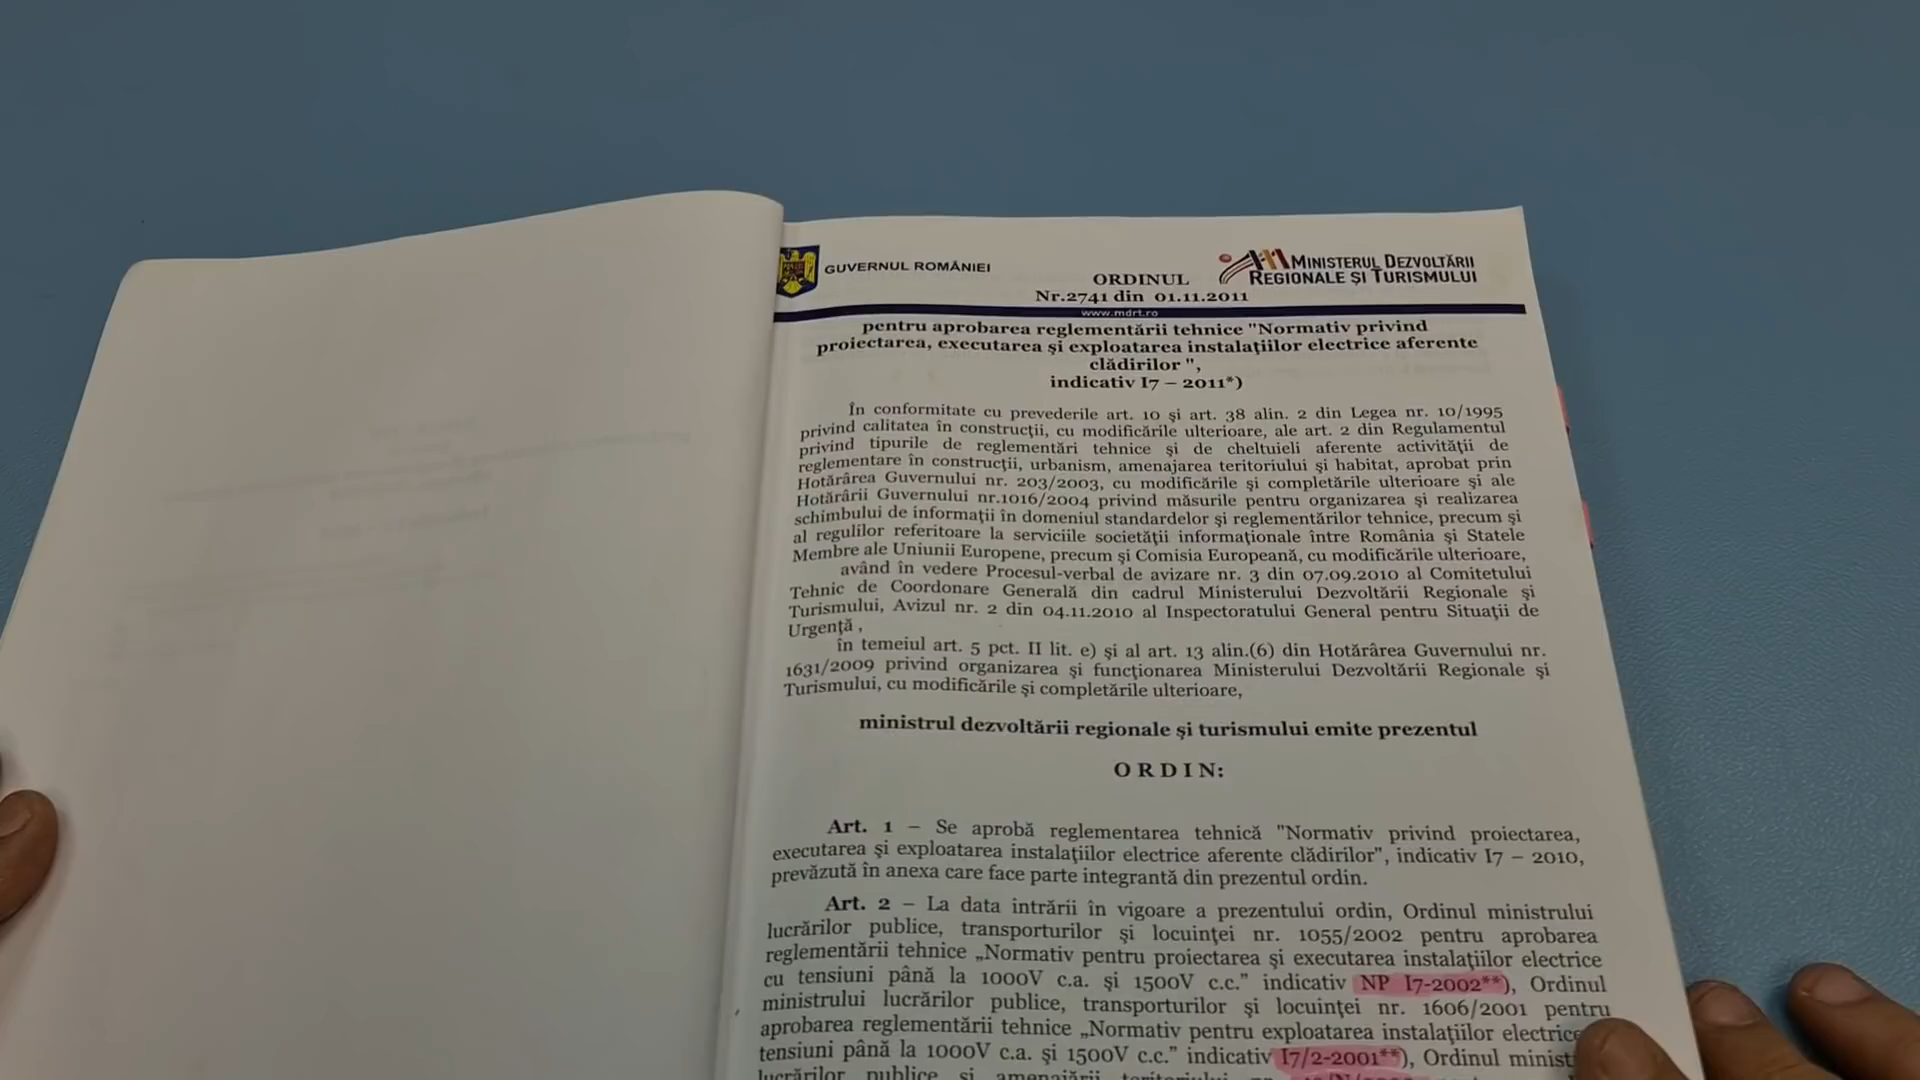 GUVERNUL ROMÂNIEI
MINISTERUL DEZVOLTĂRII
REGIONALE ŞI TURISMULUI
ORDINUL
Nr.2741 din 01.11.2011
www.mdrt.ro
pentru aprobarea reglementării tehnice "Normativ privind
proiectarea, executarea şi exploatarea instalaţiilor electrice aferente
clădirilor ",
indicativ I7 – 2011*)
În conformitate cu prevederile art. 10 şi art. 38 alin. 2 din Legea nr. 10/1995
privind calitatea în construcţii, cu modificările ulterioare, ale art. 2 din Regulamentul
privind tipurile de reglementări tehnice şi de cheltuieli aferente activităţii de
reglementare în construcţii, urbanism, amenajarea teritoriului şi habitat, aprobat prin
Hotărârea Guvernului nr. 203/2003, cu modificările şi completările ulterioare şi ale
Hotărârii Guvernului nr.1016/2004 privind măsurile pentru organizarea şi realizarea
schimbului de informaţii în domeniul standardelor şi reglementărilor tehnice, precum şi
al regulilor referitoare la serviciile societăţii informaţionale între România şi Statele
Membre ale Uniunii Europene, precum şi Comisia Europeană, cu modificările ulterioare,
având în vedere Procesul-verbal de avizare nr. 3 din 07.09.2010 al Comitetului
Tehnic de Coordonare Generală din cadrul Ministerului Dezvoltării Regionale şi
Turismului, Avizul nr. 2 din 04.11.2010 al Inspectoratului General pentru Situaţii de
Urgenţă ,
în temeiul art. 5 pct. II lit. e) şi al art. 13 alin.(6) din Hotărârea Guvernului nr.
1631/2009 privind organizarea şi funcţionarea Ministerului Dezvoltării Regionale şi
Turismului, cu modificările şi completările ulterioare,
ministrul dezvoltării regionale şi turismului emite prezentul
O R D I N:
Art. 1 – Se aprobă reglementarea tehnică "Normativ privind proiectarea,
executarea şi exploatarea instalaţiilor electrice aferente clădirilor", indicativ I7 – 2010,
prevăzută în anexa care face parte integrantă din prezentul ordin.
Art. 2 – La data intrării în vigoare a prezentului ordin, Ordinul ministrului
lucrărilor publice, transporturilor şi locuinţei nr. 1055/2002 pentru aprobarea
reglementării tehnice „Normativ pentru proiectarea şi executarea instalaţiilor electrice
cu tensiuni până la 1000V c.a. şi 1500V c.c.” indicativ NP I7-2002**), Ordinul
ministrului lucrărilor publice, transporturilor şi locuinţei nr. 1606/2001 pentru
aprobarea reglementării tehnice „Normativ pentru exploatarea instalaţiilor electrice
tensiuni până la 1000V c.a. şi 1500V c.c.” indicativ I7/2-2001**), Ordinul
lucrărilor publice şi amenajării teritoriului nr.